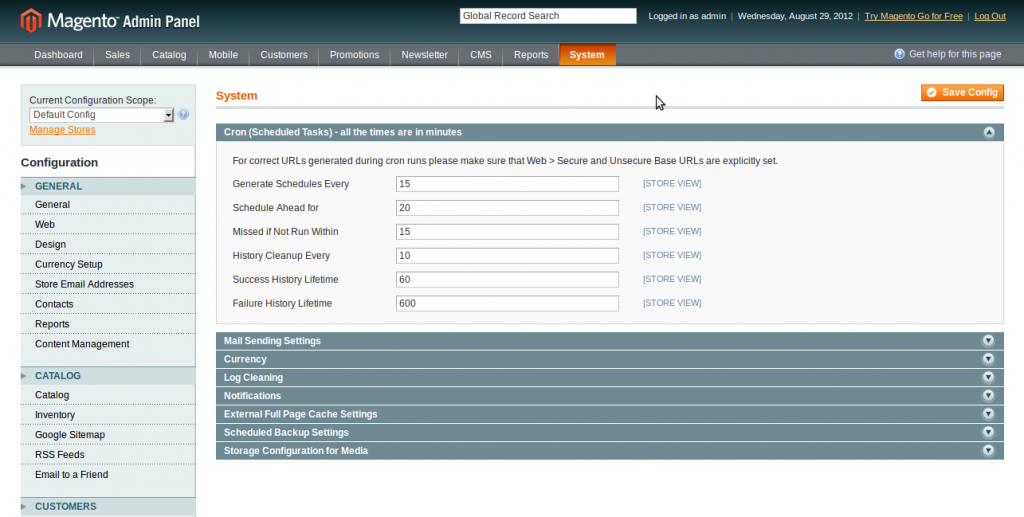 Magento Admin Panel
Global Record Search
Logged in as admin | Wednesday, August 29, 2012 | Try Magento Go for Free | Log Out
Dashboard Sales Catalog Mobile Customers Promotions Newsletter CMS Reports System
Get help for this page
Current Configuration Scope:
Default Config
Manage Stores
Configuration
GENERAL
General
Web
Design
Currency Setup
Store Email Addresses
Contacts
Reports
Content Management
CATALOG
Catalog
Inventory
Google Sitemap
RSS Feeds
Email to a Friend
CUSTOMERS
System
Save Config
Cron (Scheduled Tasks) - all the times are in minutes
For correct URLs generated during cron runs please make sure that Web > Secure and Unsecure Base URLs are explicitly set.
Generate Schedules Every 15 [STORE VIEW]
Schedule Ahead for 20 [STORE VIEW]
Missed if Not Run Within 15 [STORE VIEW]
History Cleanup Every 10 [STORE VIEW]
Success History Lifetime 60 [STORE VIEW]
Failure History Lifetime 600 [STORE VIEW]
Mail Sending Settings
Currency
Log Cleaning
Notifications
External Full Page Cache Settings
Scheduled Backup Settings
Storage Configuration for Media